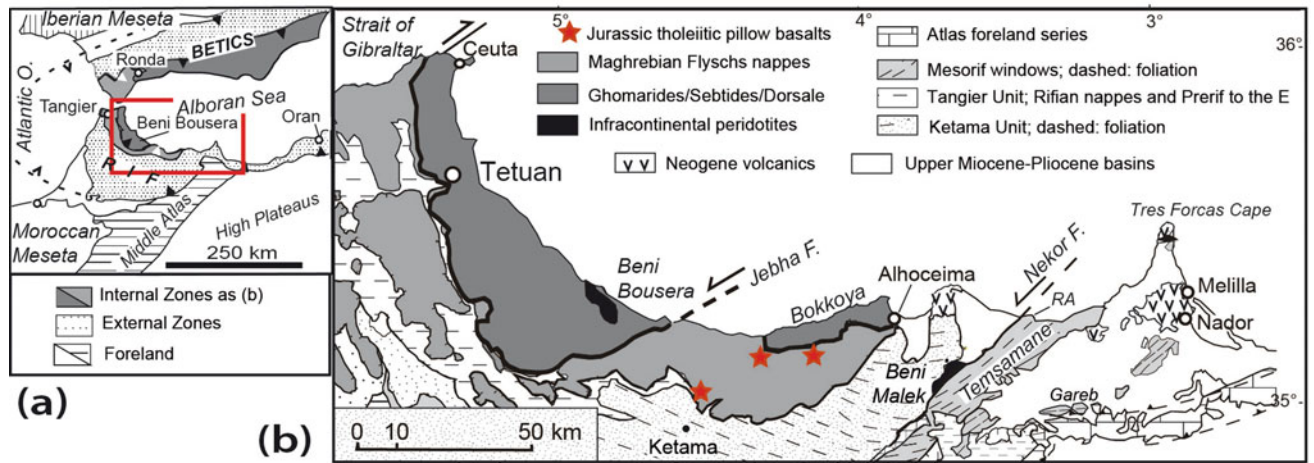 (a)
Iberian Meseta
BETICS
Ronda
Atlantic O.
Tangier
Alboran Sea
Beni Bousera
Oran
RIF
Moroccan
Meseta
Middle Atlas
High Plateaus
250 km
Internal Zones as (b)
External Zones
Foreland
(b)
5°
4°
3°
36°
35°
Strait of
Gibraltar
Ceuta
Jurassic tholeiitic pillow basalts
Maghrebian Flyschs nappes
Ghomarides/Sebtides/Dorsale
Infracontinental peridotites
Neogene volcanics
Atlas foreland series
Mesorif windows; dashed: foliation
Tangier Unit; Rifian nappes and Prerif to the E
Ketama Unit; dashed: foliation
Upper Miocene-Pliocene basins
Tetuan
Beni
Bousera
Jebha F.
Bokkoya
Alhoceima
Nekor F.
Tres Forcas Cape
RA
Melilla
Nador
Temsamane
Beni
Malek
Gareb
Ketama
0 10 50 km